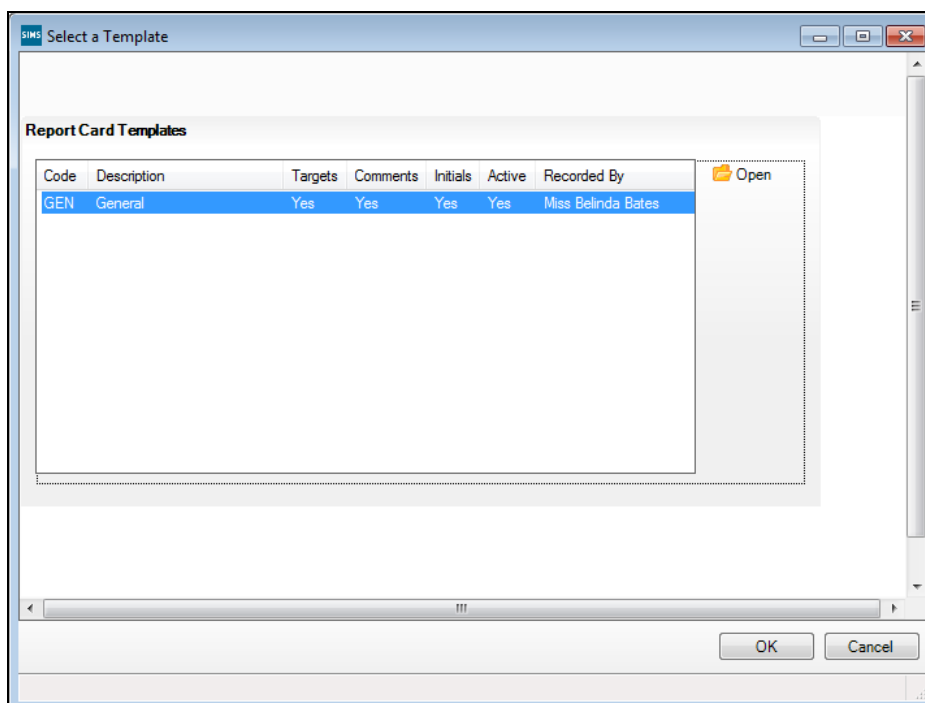 SIMS Select a Template
Report Card Templates
Code Description Targets Comments Initials Active Recorded By
Open
GEN General Yes Yes Yes Yes Miss Belinda Bates
OK Cancel